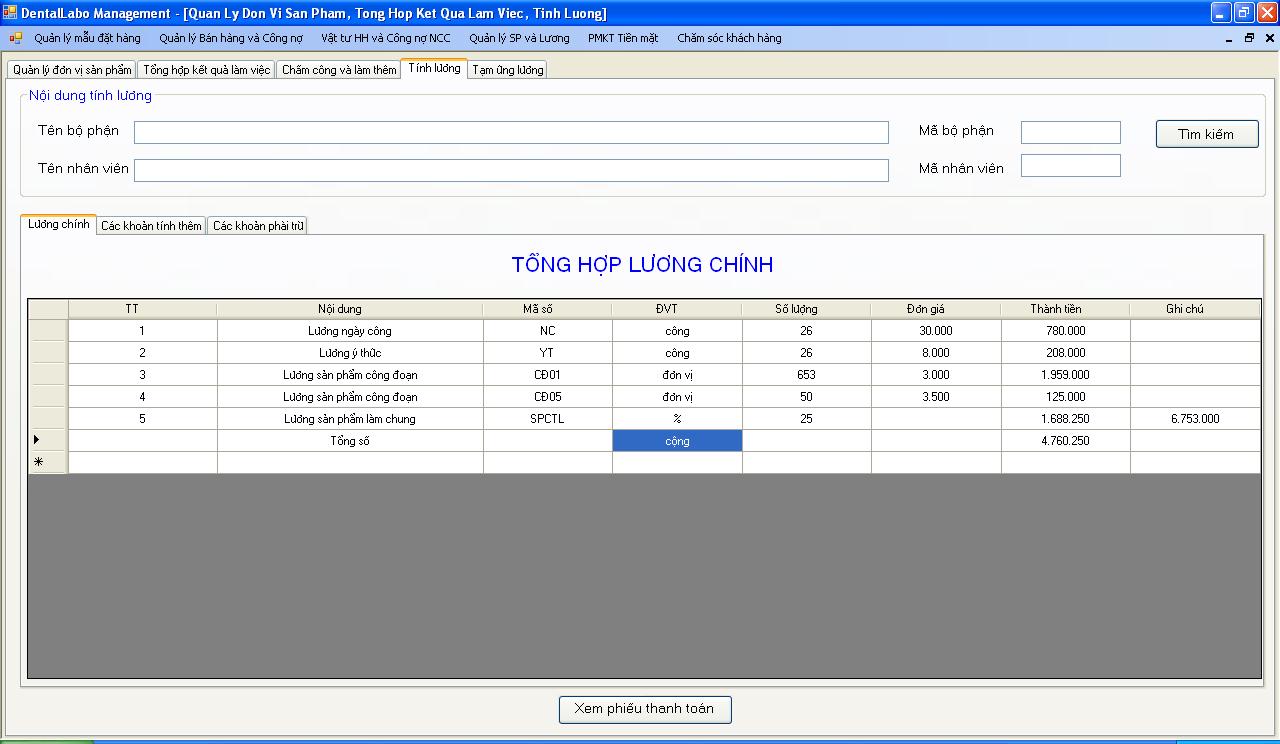 DentalLabo Management - [Quan Ly Don Vi San Pham, Tong Hop Ket Qua Lam Viec, Tinh Luong]
Quản lý mẫu đặt hàng Quản lý Bán hàng và Công nợ Vật tư HH và Công nợ NCC Quản lý SP và Lương PMKT Tiền mặt Chăm sóc khách hàng
Quản lý đơn vị sản phẩm Tổng hợp kết quả làm việc Chấm công và làm thêm Tính lương Tạm ứng lương
Nội dung tính lương
Tên bộ phận Mã bộ phận Tìm kiếm
Tên nhân viên Mã nhân viên
Lương chính Các khoản tính thêm Các khoản phải trừ
TỔNG HỢP LƯƠNG CHÍNH
TT Nội dung Mã số ĐVT Số lượng Đơn giá Thành tiền Ghi chú
1 Lương ngày công NC công 26 30.000 780.000
2 Lương ý thức YT công 26 8.000 208.000
3 Lương sản phẩm công đoạn CĐ01 đơn vị 653 3.000 1.959.000
4 Lương sản phẩm công đoạn CĐ05 đơn vị 50 3.500 125.000
5 Lương sản phẩm làm chung SPCTL % 25 1.688.250 6.753.000
Tổng số cộng 4.760.250
Xem phiếu thanh toán